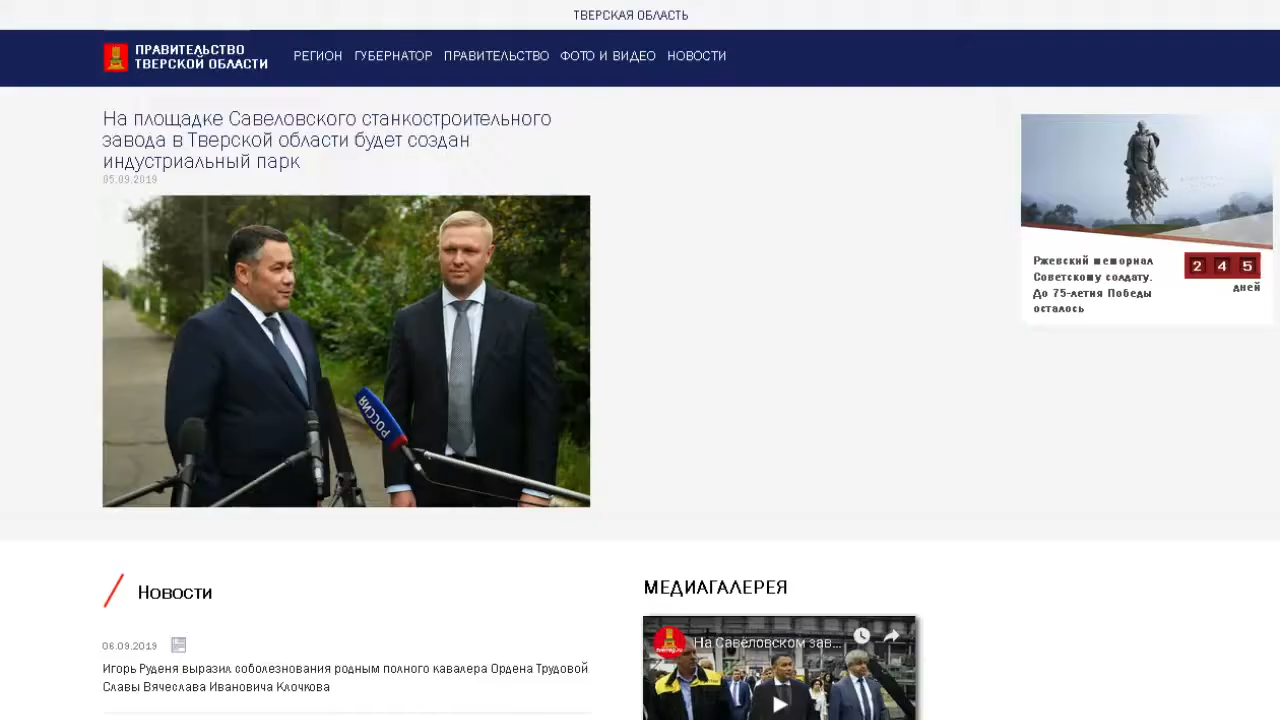 ТВЕРСКАЯ ОБЛАСТЬ
ПРАВИТЕЛЬСТВО
ТВЕРСКОЙ ОБЛАСТИ
РЕГИОН ГУБЕРНАТОР ПРАВИТЕЛЬСТВО ФОТО И ВИДЕО НОВОСТИ
На площадке Савеловского станкостроительного
завода в Тверской области будет создан
индустриальный парк
05.09.2019
РОССИЯ
Ржевский мемориал
Советскому солдату.
До 75-летия Победы
осталось
2 4 5
дней
Новости
06.09.2019
Игорь Руденя выразил соболезнования родным полного кавалера Ордена Трудовой
Славы Вячеслава Ивановича Клочкова
МЕДИАГАЛЕРЕЯ
На Савёловском зав...